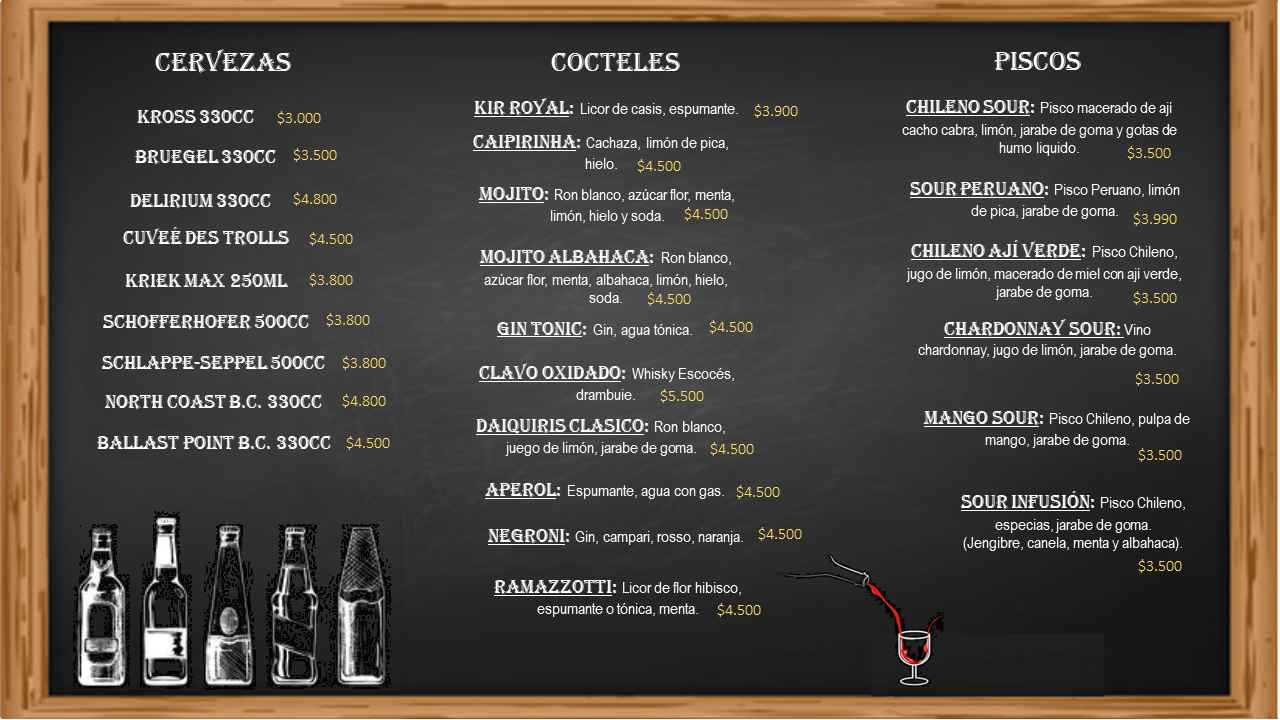 CERVEZAS
KROSS 330CC $3.000
BRUEGEL 330CC $3.500
DELIRIUM 330CC $4.800
CUVEÉ DES TROLLS $4.500
KRIEK MAX 250ML $3.800
SCHOFFERHOFER 500CC $3.800
SCHLAPPE-SEPPEL 500CC $3.800
NORTH COAST B.C. 330CC $4.800
BALLAST POINT B.C. 330CC $4.500
COCTELES
KIR ROYAL: Licor de casis, espumante. $3.900
CAIPIRINHA: Cachaza, limón de pica,
hielo. $4.500
MOJITO: Ron blanco, azúcar flor, menta,
limón, hielo y soda. $4.500
MOJITO ALBAHACA: Ron blanco,
azúcar flor, menta, albahaca, limón, hielo,
soda. $4.500
GIN TONIC: Gin, agua tónica. $4.500
CLAVO OXIDADO: Whisky Escocés,
drambuie. $5.500
DAIQUIRIS CLASICO: Ron blanco,
juego de limón, jarabe de goma. $4.500
APEROL: Espumante, agua con gas. $4.500
NEGRONI: Gin, campari, rosso, naranja. $4.500
RAMAZZOTTI: Licor de flor hibisco,
espumante o tónica, menta. $4.500
PISCOS
CHILENO SOUR: Pisco macerado de ají
cacho cabra, limón, jarabe de goma y gotas de
humo liquido. $3.500
SOUR PERUANO: Pisco Peruano, limón
de pica, jarabe de goma. $3.990
CHILENO AJÍ VERDE: Pisco Chileno,
jugo de limón, macerado de miel con aji verde,
jarabe de goma. $3.500
CHARDONNAY SOUR: Vino
chardonnay, jugo de limón, jarabe de goma.
$3.500
MANGO SOUR: Pisco Chileno, pulpa de
mango, jarabe de goma.
$3.500
SOUR INFUSIÓN: Pisco Chileno,
especias, jarabe de goma.
(Jengibre, canela, menta y albahaca).
$3.500